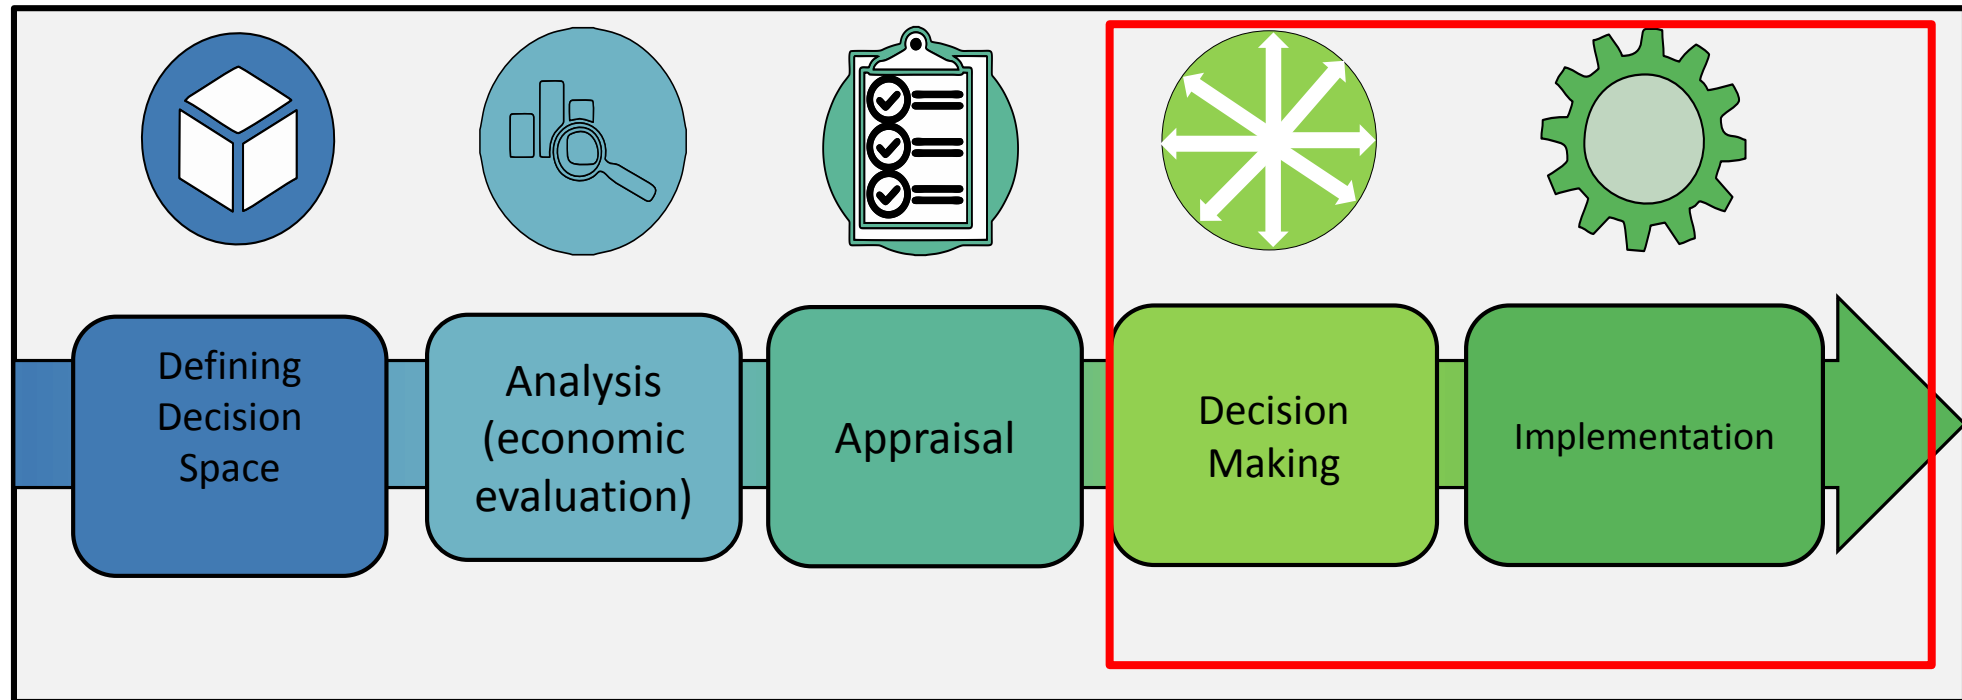 Defining
Decision
Space
Analysis
(economic
evaluation)
Appraisal
Decision
Making
Implementation